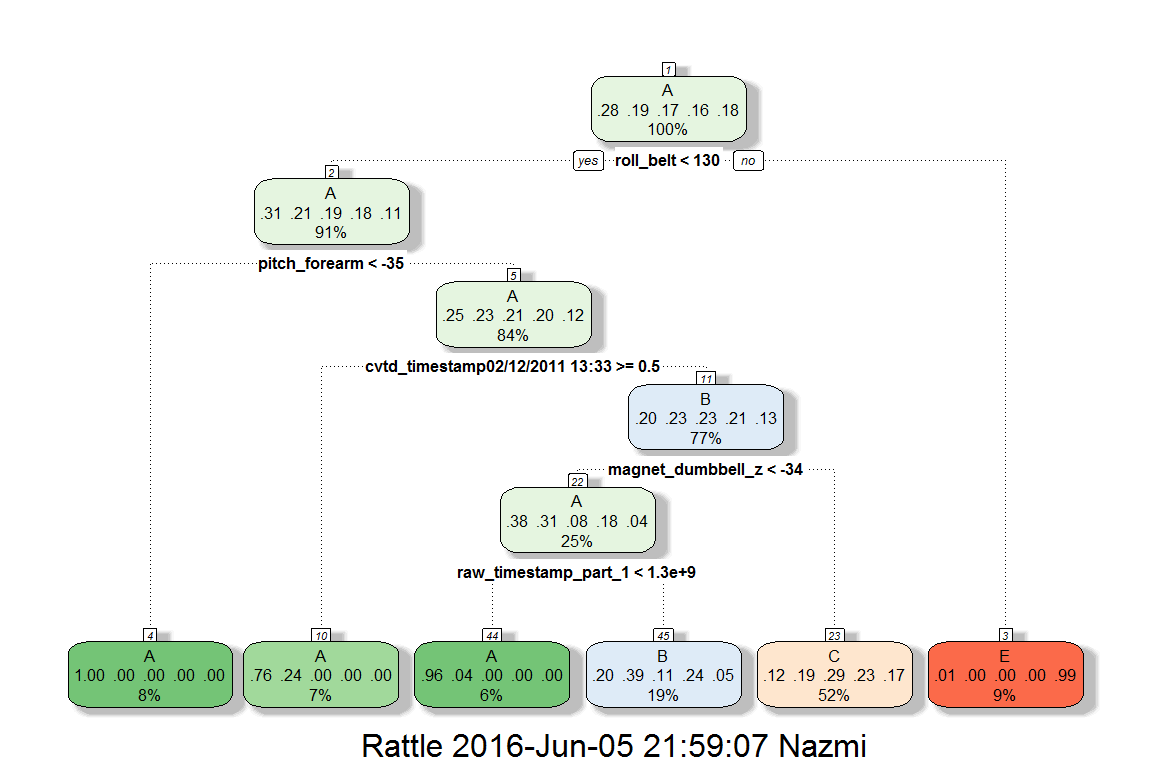 1
A
.28 .19 .17 .16 .18
100%
yes roll_belt < 130 no
2
A
.31 .21 .19 .18 .11
91%
pitch_forearm < -35
5
A
.25 .23 .21 .20 .12
84%
cvtd_timestamp02/12/2011 13:33 >= 0.5
11
B
.20 .23 .23 .21 .13
77%
magnet_dumbbell_z < -34
22
A
.38 .31 .08 .18 .04
25%
raw_timestamp_part_1 < 1.3e+9
4
A
1.00 .00 .00 .00 .00
8%
10
A
.76 .24 .00 .00 .00
7%
44
A
.96 .04 .00 .00 .00
6%
45
B
.20 .39 .11 .24 .05
19%
23
C
.12 .19 .29 .23 .17
52%
3
E
.01 .00 .00 .00 .99
9%
Rattle 2016-Jun-05 21:59:07 Nazmi